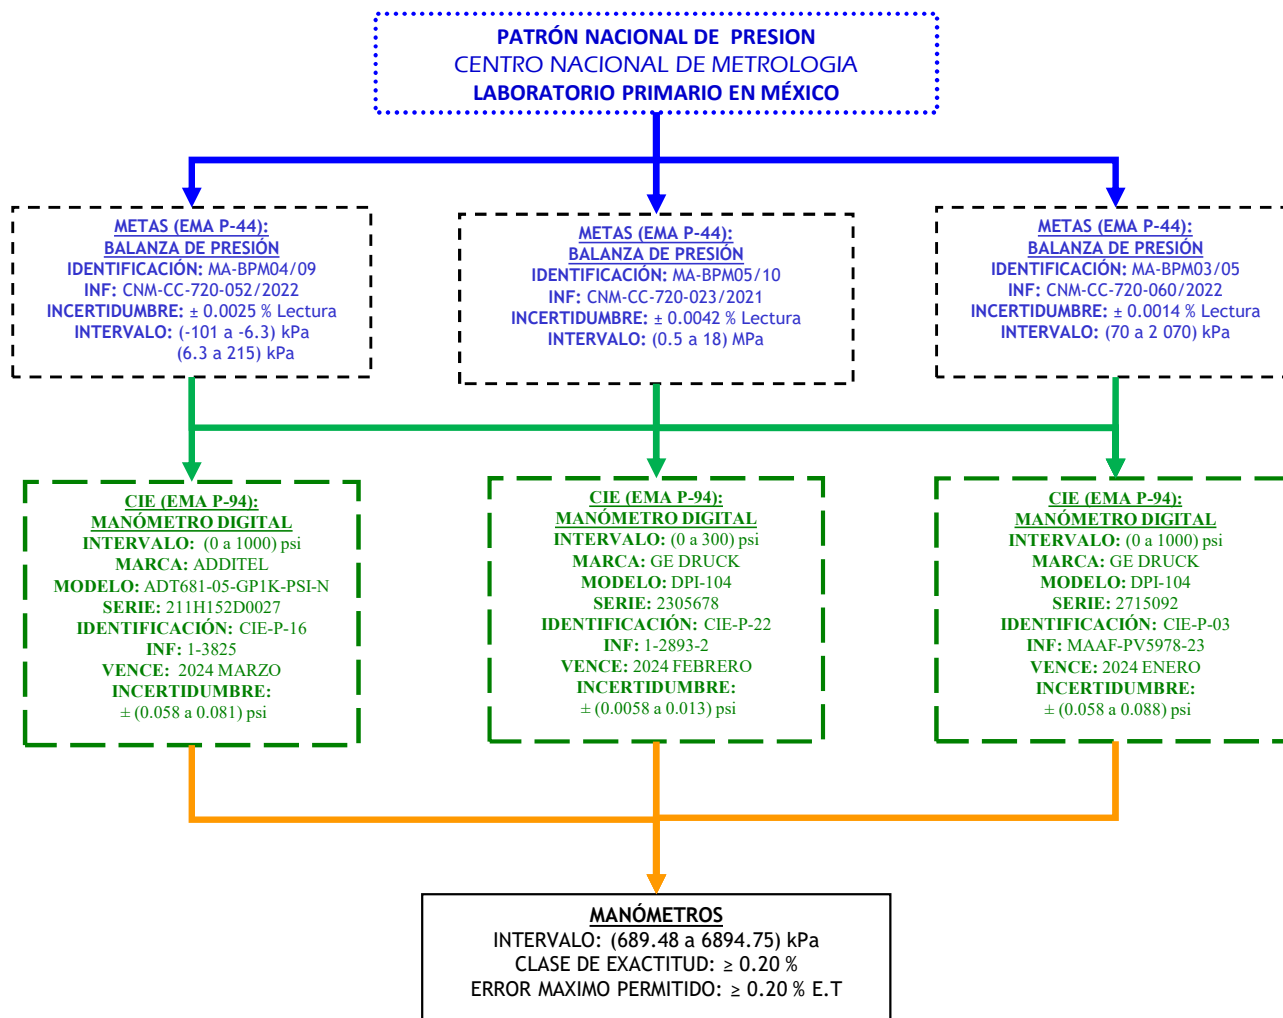 PATRÓN NACIONAL DE PRESION
CENTRO NACIONAL DE METROLOGIA
LABORATORIO PRIMARIO EN MÉXICO
METAS (EMA P-44):
BALANZA DE PRESIÓN
IDENTIFICACIÓN: MA-BPM04/09
INF: CNM-CC-720-052/2022
INCERTIDUMBRE: ± 0.0025 % Lectura
INTERVALO: (-101 a -6.3) kPa
(6.3 a 215) kPa
METAS (EMA P-44):
BALANZA DE PRESIÓN
IDENTIFICACIÓN: MA-BPM05/10
INF: CNM-CC-720-023/2021
INCERTIDUMBRE: ± 0.0042 % Lectura
INTERVALO: (0.5 a 18) MPa
METAS (EMA P-44):
BALANZA DE PRESIÓN
IDENTIFICACIÓN: MA-BPM03/05
INF: CNM-CC-720-060/2022
INCERTIDUMBRE: ± 0.0014 % Lectura
INTERVALO: (70 a 2 070) kPa
CIE (EMA P-94):
MANÓMETRO DIGITAL
INTERVALO: (0 a 1000) psi
MARCA: ADDITEL
MODELO: ADT681-05-GP1K-PSI-N
SERIE: 211H152D0027
IDENTIFICACIÓN: CIE-P-16
INF: 1-3825
VENCE: 2024 MARZO
INCERTIDUMBRE:
± (0.058 a 0.081) psi
CIE (EMA P-94):
MANÓMETRO DIGITAL
INTERVALO: (0 a 300) psi
MARCA: GE DRUCK
MODELO: DPI-104
SERIE: 2305678
IDENTIFICACIÓN: CIE-P-22
INF: 1-2893-2
VENCE: 2024 FEBRERO
INCERTIDUMBRE:
± (0.0058 a 0.013) psi
CIE (EMA P-94):
MANÓMETRO DIGITAL
INTERVALO: (0 a 1000) psi
MARCA: GE DRUCK
MODELO: DPI-104
SERIE: 2715092
IDENTIFICACIÓN: CIE-P-03
INF: MAAF-PV5978-23
VENCE: 2024 ENERO
INCERTIDUMBRE:
± (0.058 a 0.088) psi
MANÓMETROS
INTERVALO: (689.48 a 6894.75) kPa
CLASE DE EXACTITUD: ≥ 0.20 %
ERROR MAXIMO PERMITIDO: ≥ 0.20 % E.T